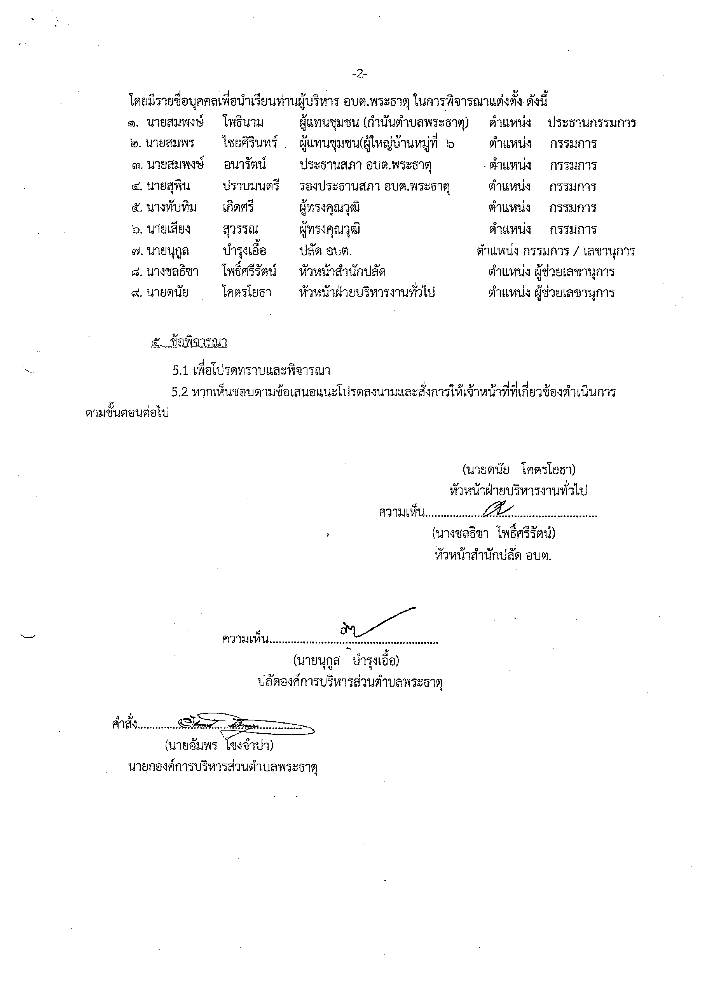 -2-
โดยมีรายชื่อบุคคลเพื่อนำเรียนท่านผู้บริหาร อบต.พระธาตุ ในการพิจารณาแต่งตั้ง ดังนี้
๑. นายสมพงษ์ โพธินาม ผู้แทนชุมชน (กำนันตำบลพระธาตุ) ตำแหน่ง ประธานกรรมการ
๒. นายสมพร ไชยศิรินทร์ ผู้แทนชุมชน(ผู้ใหญ่บ้านหมู่ที่ ๖ ตำแหน่ง กรรมการ
๓. นายสมพงษ์ อนารัตน์ ประธานสภา อบต.พระธาตุ ตำแหน่ง กรรมการ
๔. นายสุพิน ปราบมนตรี รองประธานสภา อบต.พระธาตุ ตำแหน่ง กรรมการ
๕. นางทับทิม เกิดศรี ผู้ทรงคุณวุฒิ ตำแหน่ง กรรมการ
๖. นายเสียง สุวรรณ ผู้ทรงคุณวุฒิ ตำแหน่ง กรรมการ
๗. นายนุกูล บำรุงเอื้อ ปลัด อบต. ตำแหน่ง กรรมการ / เลขานุการ
๘. นางชลธิชา โพธิ์ศรีรัตน์ หัวหน้าสำนักปลัด ตำแหน่ง ผู้ช่วยเลขานุการ
๙. นายดนัย โคตรโยธา หัวหน้าฝ่ายบริหารงานทั่วไป ตำแหน่ง ผู้ช่วยเลขานุการ
๕. ข้อพิจารณา
5.1 เพื่อโปรดทราบและพิจารณา
5.2 หากเห็นชอบตามข้อเสนอแนะโปรดลงนามและสั่งการให้เจ้าหน้าที่ที่เกี่ยวข้องดำเนินการ
ตามขั้นตอนต่อไป
(นายดนัย โคตรโยธา)
หัวหน้าฝ่ายบริหารงานทั่วไป
ความเห็น............................................................
(นางชลธิชา โพธิ์ศรีรัตน์)
หัวหน้าสำนักปลัด อบต.
ความเห็น............................................................
(นายนุกูล บำรุงเอื้อ)
ปลัดองค์การบริหารส่วนตำบลพระธาตุ
คำสั่ง............................................................
(นายอัมพร โขงจำปา)
นายกองค์การบริหารส่วนตำบลพระธาตุ